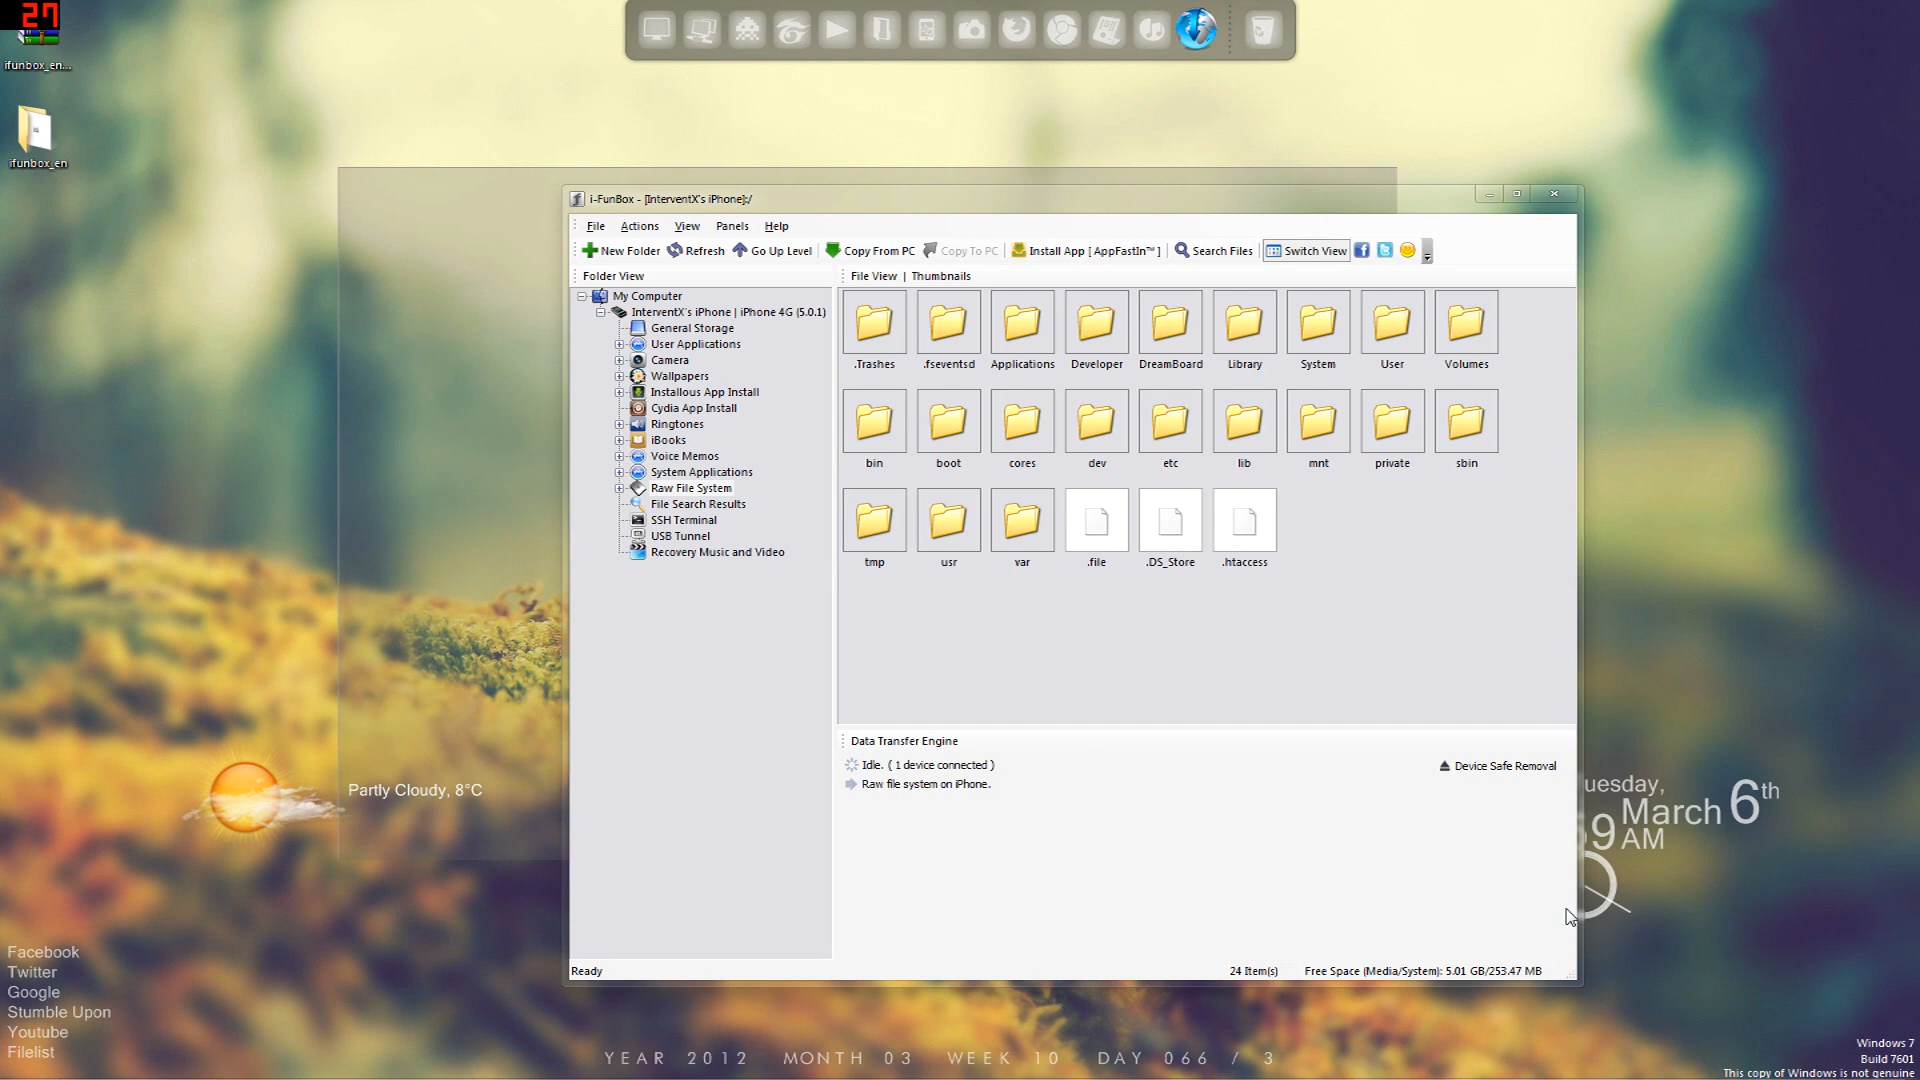 27
ifunbox_en...
ifunbox_en
i-FunBox - [InterventX's iPhone]:/
File Actions View Panels Help
New Folder Refresh Go Up Level Copy From PC Copy To PC Install App [ AppFastIn™ ] Search Files Switch View
Folder View
File View | Thumbnails
My Computer
InterventX's iPhone | iPhone 4G (5.0.1)
General Storage
User Applications
Camera
Wallpapers
Installous App Install
Cydia App Install
Ringtones
iBooks
Voice Memos
System Applications
Raw File System
File Search Results
SSH Terminal
USB Tunnel
Recovery Music and Video
.Trashes .fseventsd Applications Developer DreamBoard Library System User Volumes
bin boot cores dev etc lib mnt private sbin
tmp usr var .file .DS_Store .htaccess
Data Transfer Engine
Idle. ( 1 device connected )
Device Safe Removal
Raw file system on iPhone.
Ready
24 Item(s) Free Space (Media/System): 5.01 GB/253.47 MB
Partly Cloudy, 8°C
uesday,
March 6th
9 AM
Facebook
Twitter
Google
Stumble Upon
Youtube
Filelist
YEAR 2012 MONTH 03 WEEK 10 DAY 066 / 3
Windows 7
Build 7601
This copy of Windows is not genuine